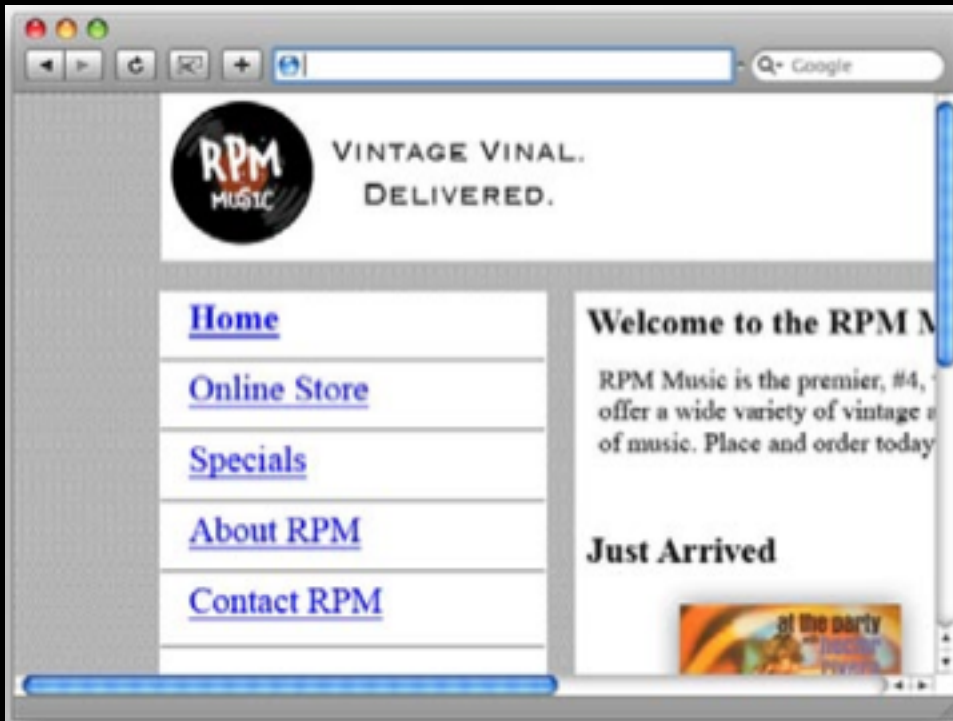 Google
RPM
MUSIC
VINTAGE VINAL.
DELIVERED.
Home
Online Store
Specials
About RPM
Contact RPM
Welcome to the RPM
RPM Music is the premier, #4,
offer a wide variety of vintage
of music. Place and order today
Just Arrived
at the party